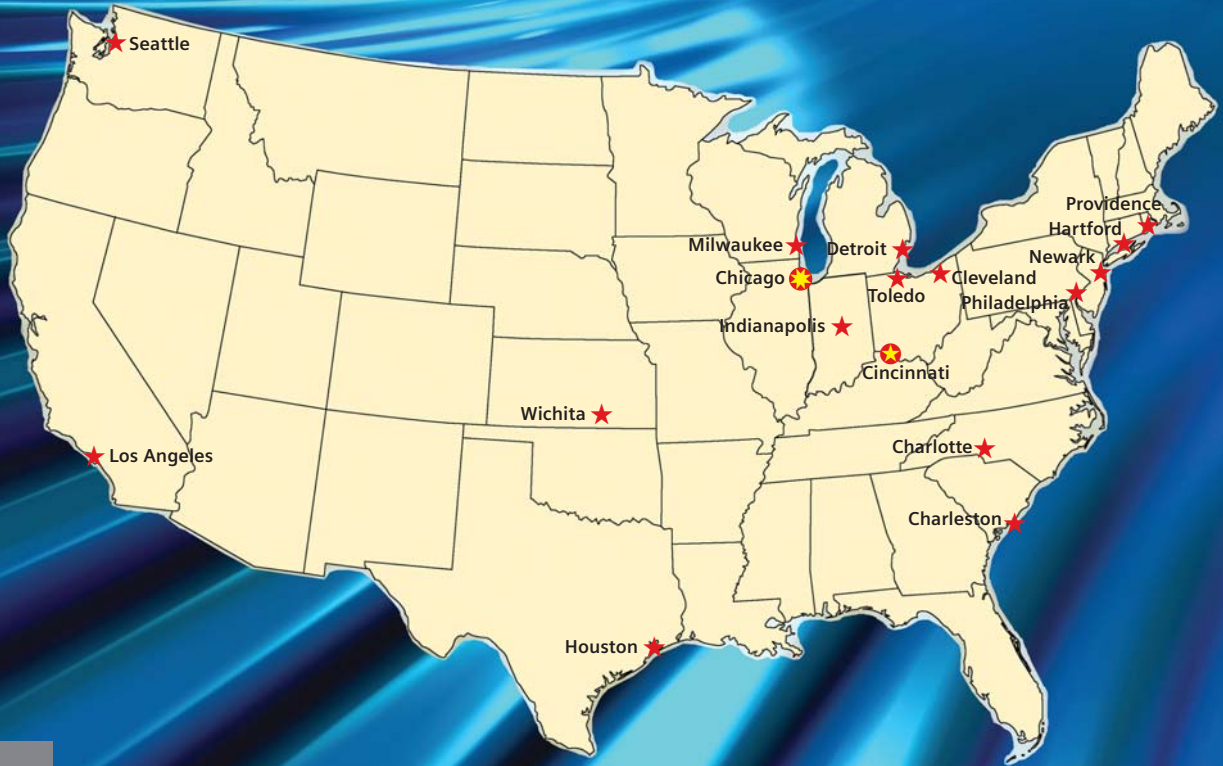 Seattle
Providence
Hartford
Milwaukee
Detroit
Newark
Chicago
Cleveland
Toledo
Philadelphia
Indianapolis
Cincinnati
Wichita
Charlotte
Los Angeles
Charleston
Houston